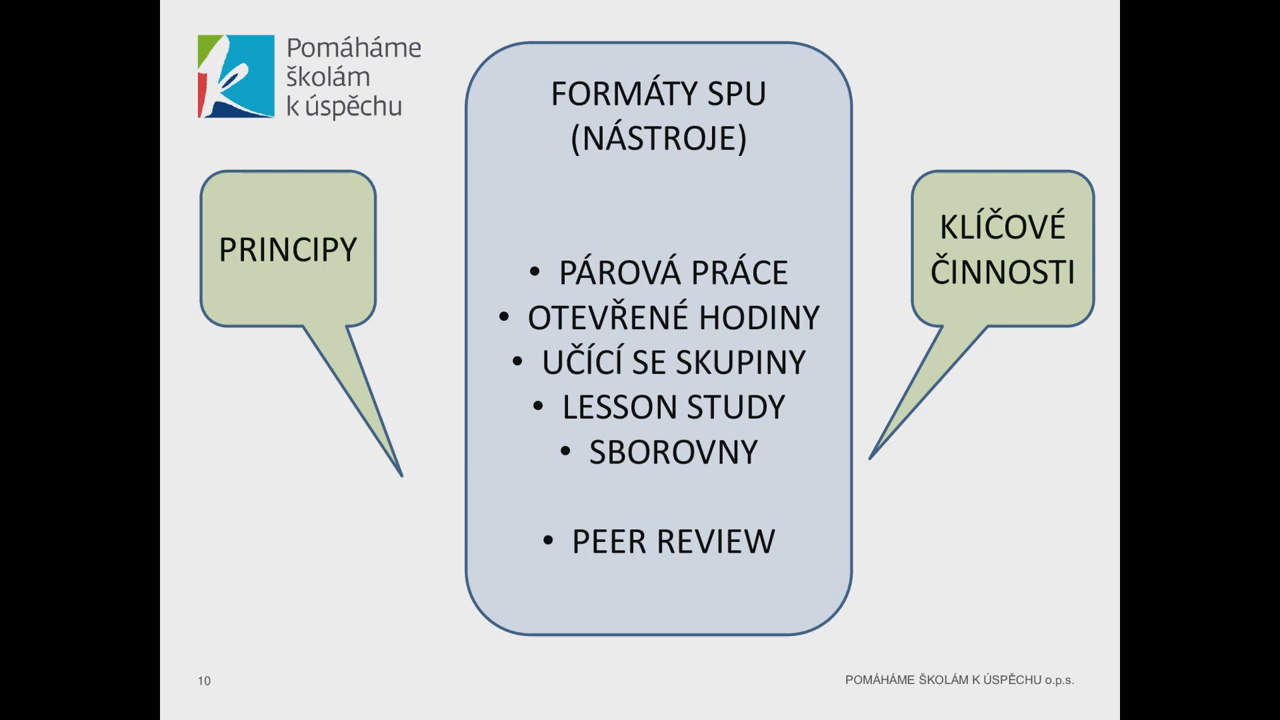 Pomáháme
školám
k úspěchu
FORMÁTY SPU
(NÁSTROJE)
PRINCIPY
KLÍČOVÉ
ČINNOSTI
• PÁROVÁ PRÁCE
• OTEVŘENÉ HODINY
• UČÍCÍ SE SKUPINY
• LESSON STUDY
• SBOROVNY
• PEER REVIEW
10
POMÁHÁME ŠKOLÁM K ÚSPĚCHU o.p.s.